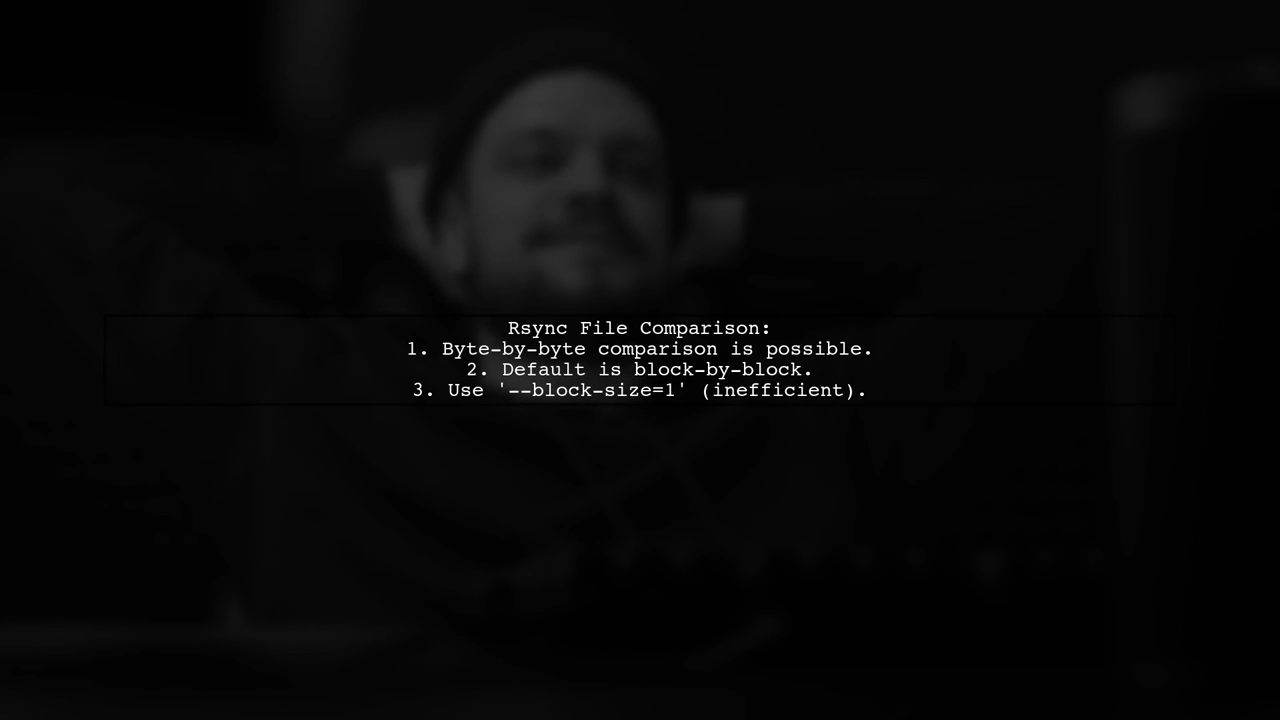 Rsync File Comparison:
1. Byte-by-byte comparison is possible.
2. Default is block-by-block.
3. Use '--block-size=1' (inefficient).